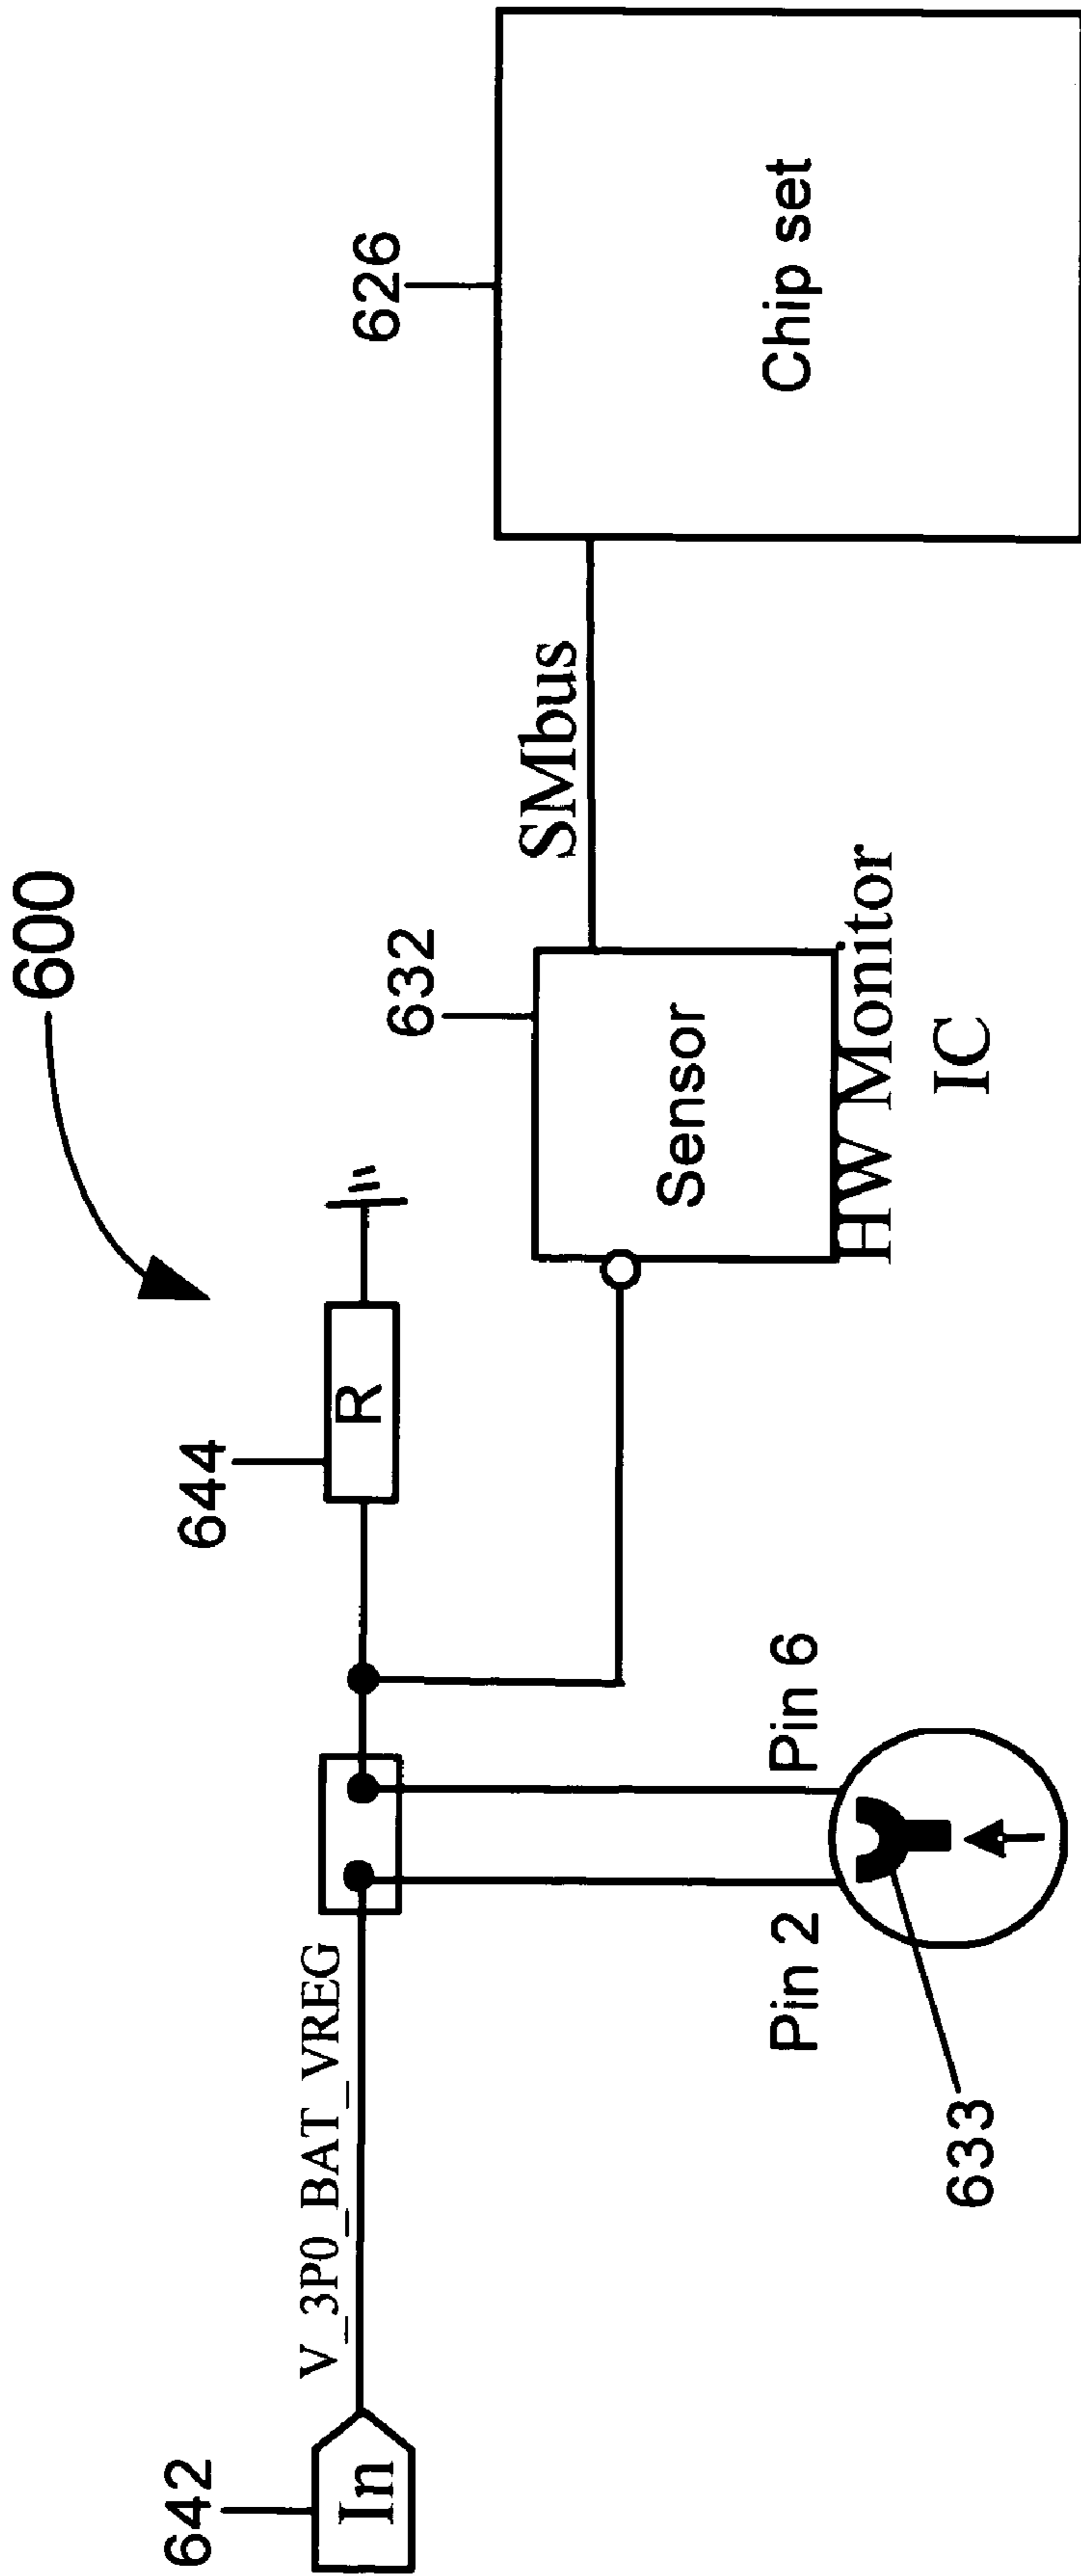 600
642
In
V_3P0_BAT_VREG
644
R
632
Sensor
HW Monitor
IC
SMbus
626
Chip set
Pin 2
Pin 6
633